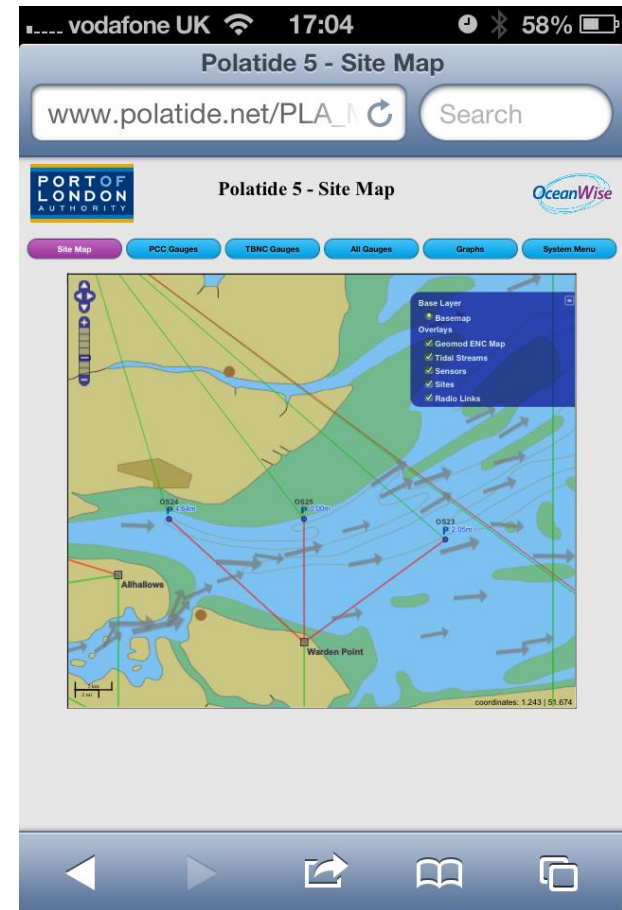 vodafone UK 17:04 58%
Polatide 5 - Site Map
www.polatide.net/PLA_ Search
PORT OF
LONDON
AUTHORITY
Polatide 5 - Site Map
OceanWise
Site Map PCC Gauges TBNC Gauges All Gauges Graphs System Menu
Base Layer
Basemap
Overlays
Geomod ENC Map
Tidal Streams
Sensors
Sites
Radio Links
OS24
P 4.64m
OS25
P 2.00m
OS23
P 2.05m
Allhallows
Warden Point
coordinates: 1.243 | 51.674